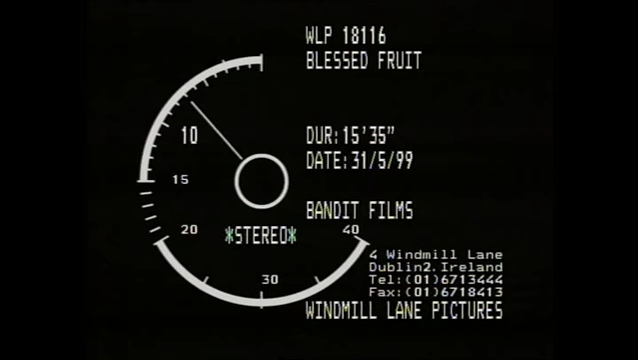 WLP 18116
BLESSED FRUIT
10
DUR:15'35"
DATE:31/5/99
15
BANDIT FILMS
20
*STEREO*
40
4 Windmill Lane
Dublin2.Ireland
30
Tel:(01)6713444
Fax:(01)6718413
WINDMILL LANE PICTURES